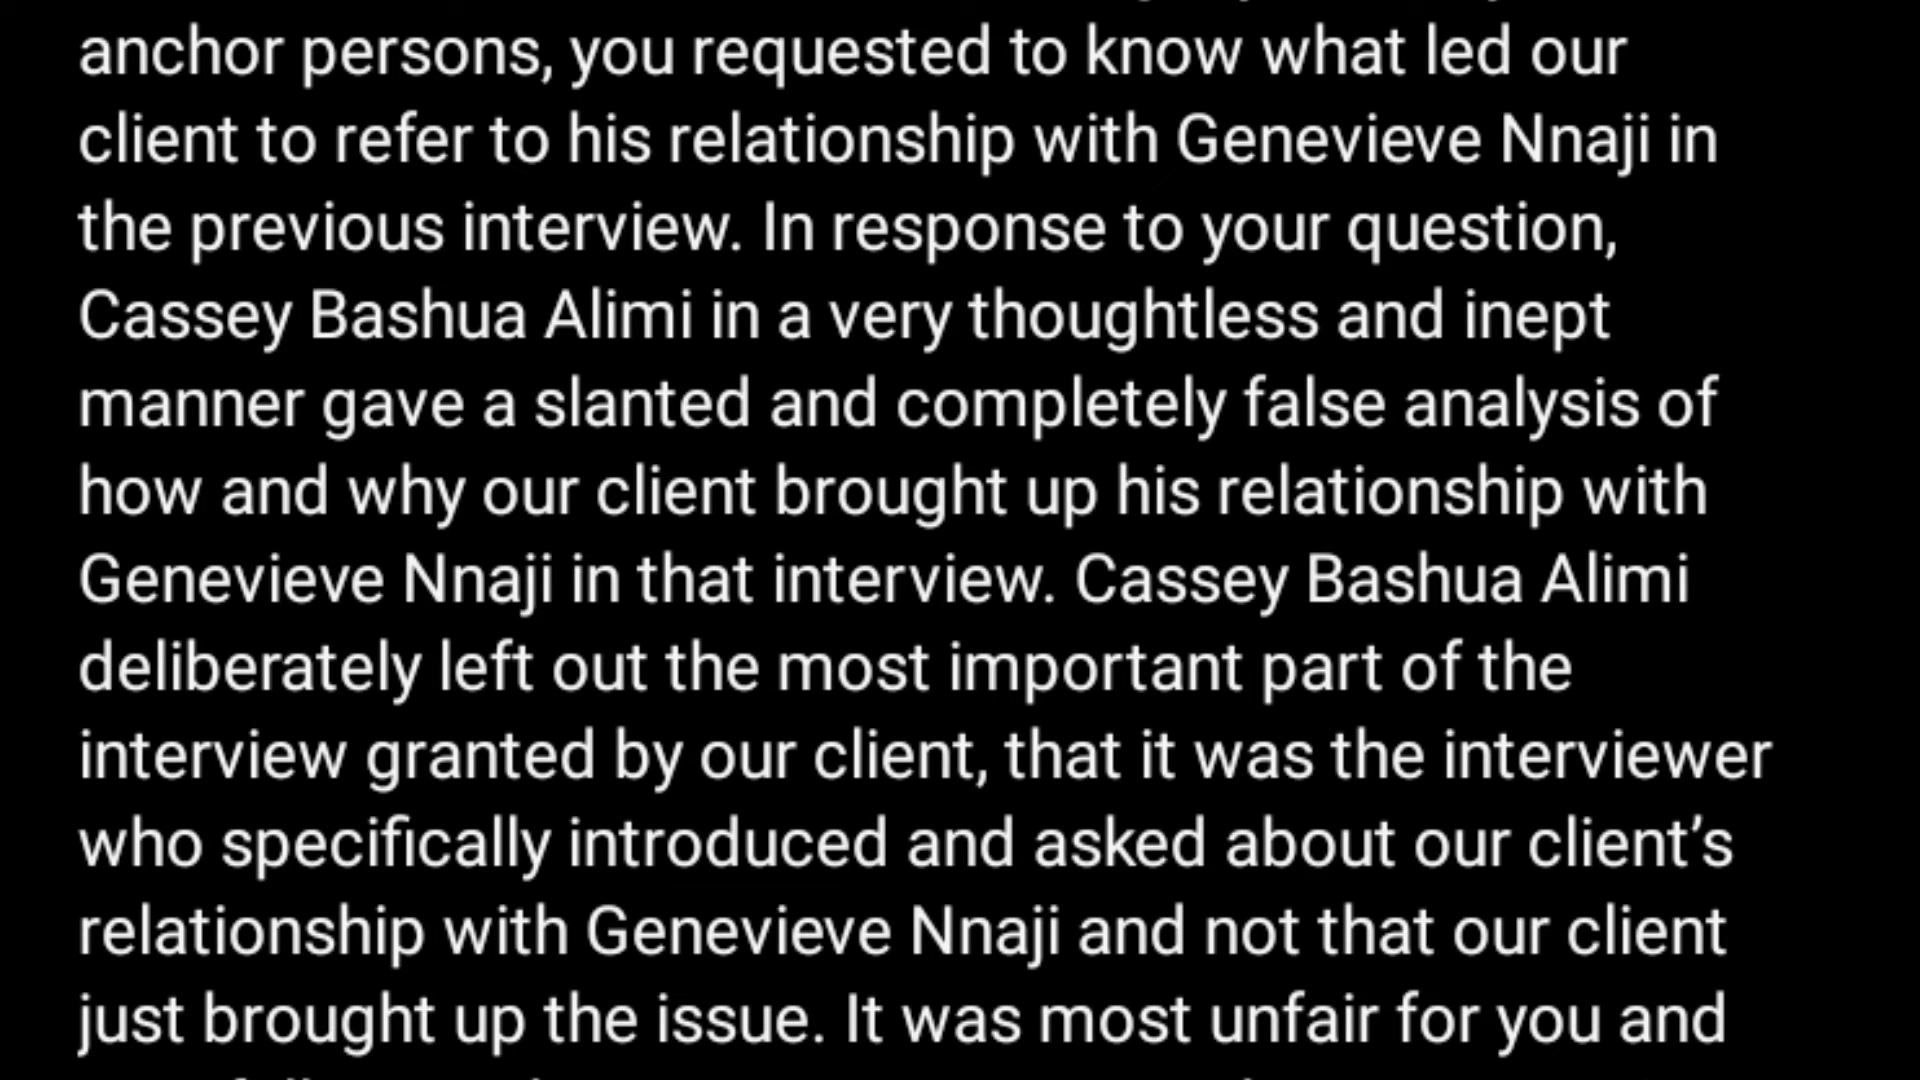 anchor persons, you requested to know what led our
client to refer to his relationship with Genevieve Nnaji in
the previous interview. In response to your question,
Cassey Bashua Alimi in a very thoughtless and inept
manner gave a slanted and completely false analysis of
how and why our client brought up his relationship with
Genevieve Nnaji in that interview. Cassey Bashua Alimi
deliberately left out the most important part of the
interview granted by our client, that it was the interviewer
who specifically introduced and asked about our client’s
relationship with Genevieve Nnaji and not that our client
just brought up the issue. It was most unfair for you and